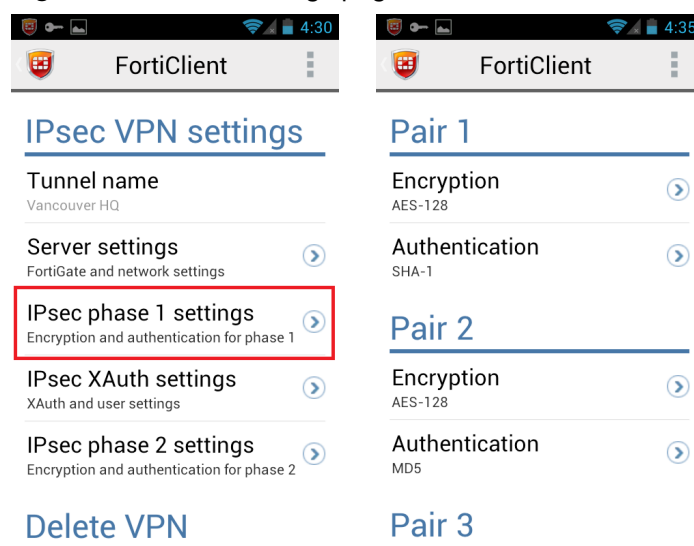 4:30
FortiClient
IPsec VPN settings
Tunnel name
Vancouver HQ
Server settings
FortiGate and network settings
IPsec phase 1 settings
Encryption and authentication for phase 1
IPsec XAuth settings
XAuth and user settings
IPsec phase 2 settings
Encryption and authentication for phase 2
Delete VPN
4:35
FortiClient
Pair 1
Encryption
AES-128
Authentication
SHA-1
Pair 2
Encryption
AES-128
Authentication
MD5
Pair 3